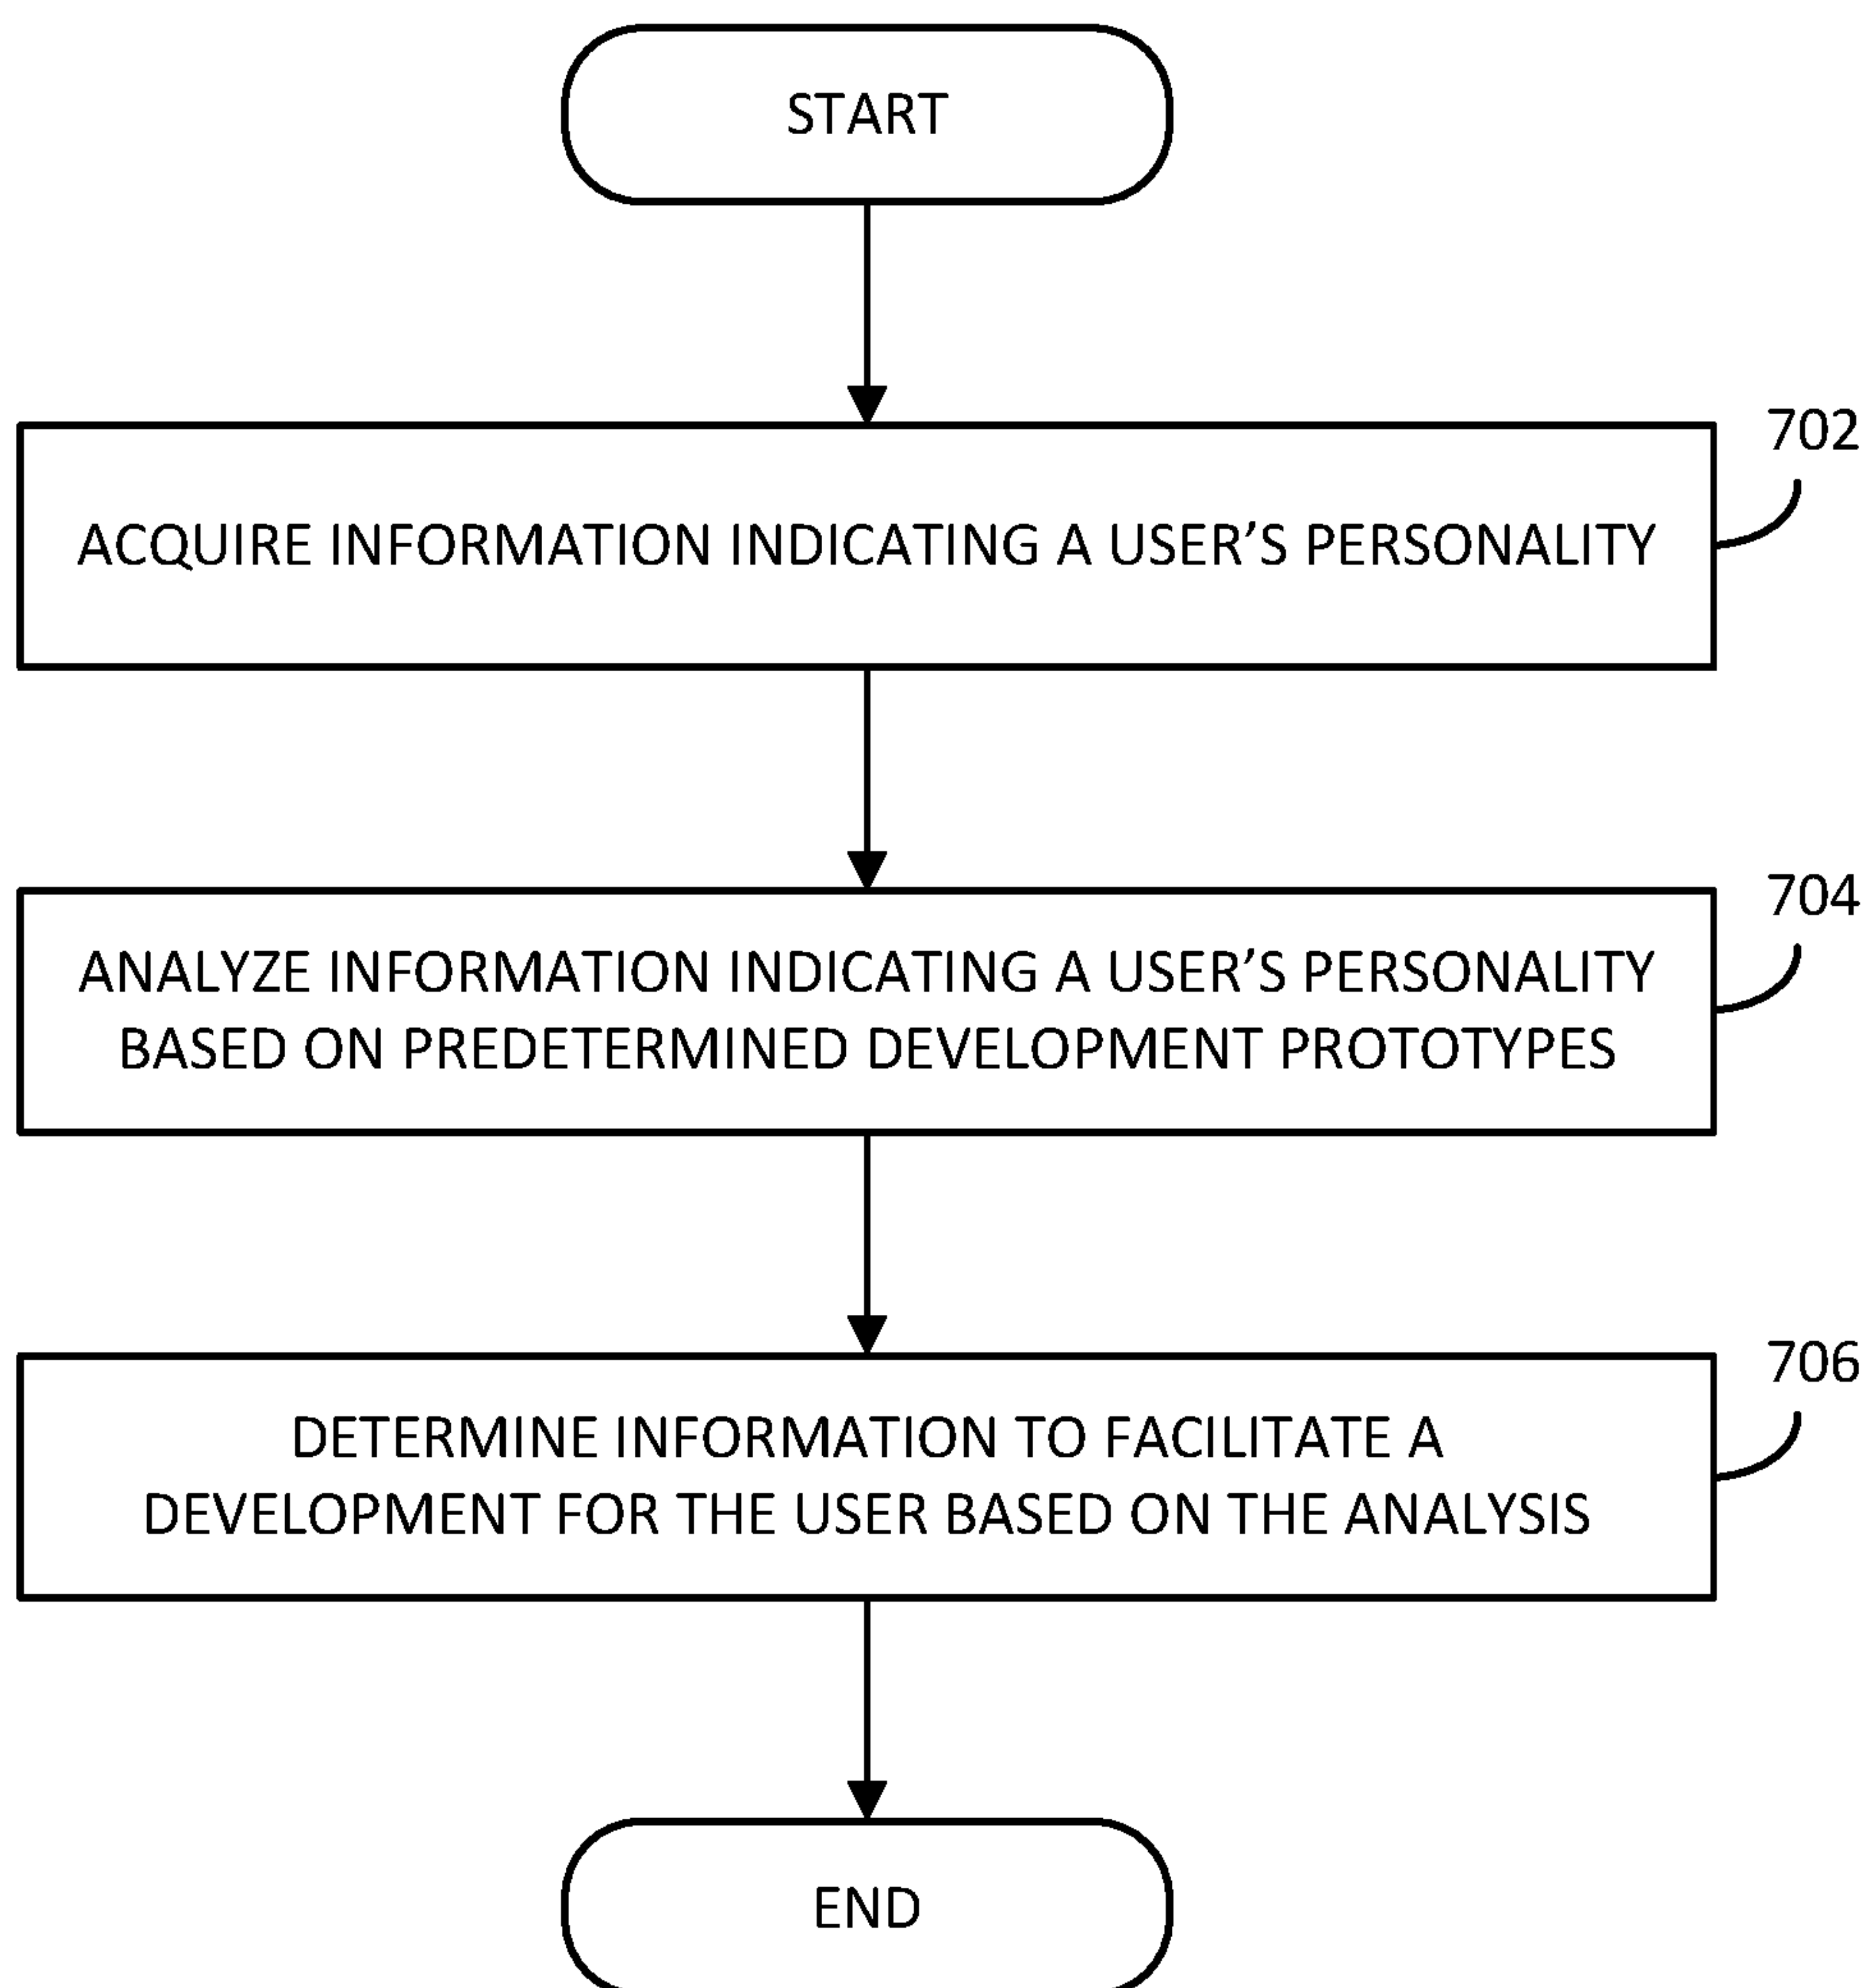 START
702
ACQUIRE INFORMATION INDICATING A USER’S PERSONALITY
704
ANALYZE INFORMATION INDICATING A USER’S PERSONALITY
BASED ON PREDETERMINED DEVELOPMENT PROTOTYPES
706
DETERMINE INFORMATION TO FACILITATE A
DEVELOPMENT FOR THE USER BASED ON THE ANALYSIS
END